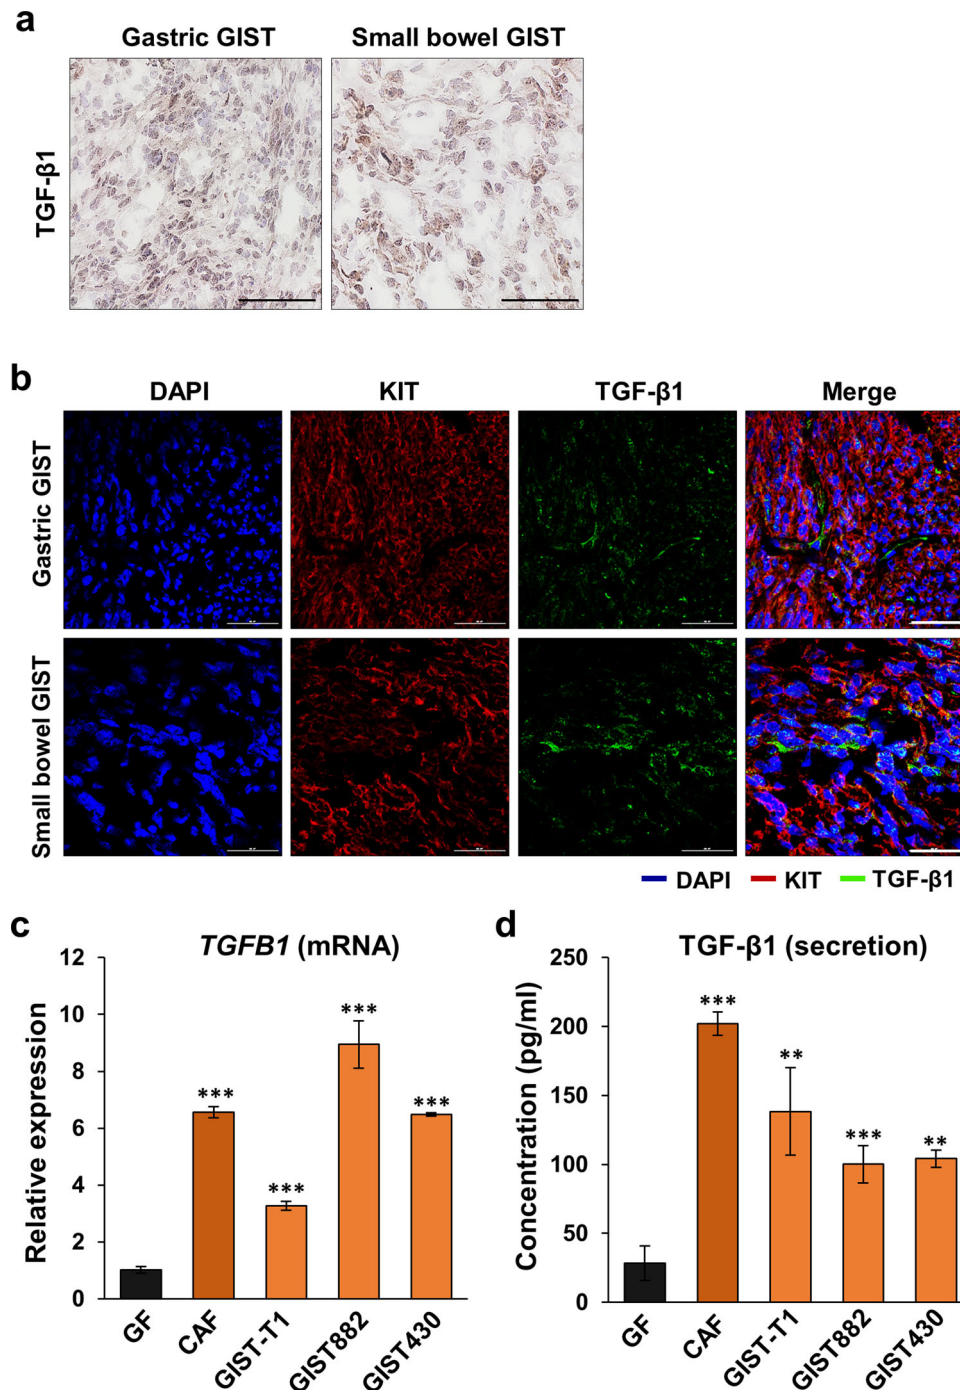 a
Gastric GIST Small bowel GIST
TGF-β1
b
DAPI KIT TGF-β1 Merge
Gastric GIST
Small bowel GIST
DAPI KIT TGF-β1
c
TGFB1 (mRNA)
Relative expression
12
10
8
6
4
2
0
***
***
***
***
GF CAF GIST-T1 GIST882 GIST430
d
TGF-β1 (secretion)
Concentration (pg/ml)
250
200
150
100
50
0
***
**
***
**
GF CAF GIST-T1 GIST882 GIST430